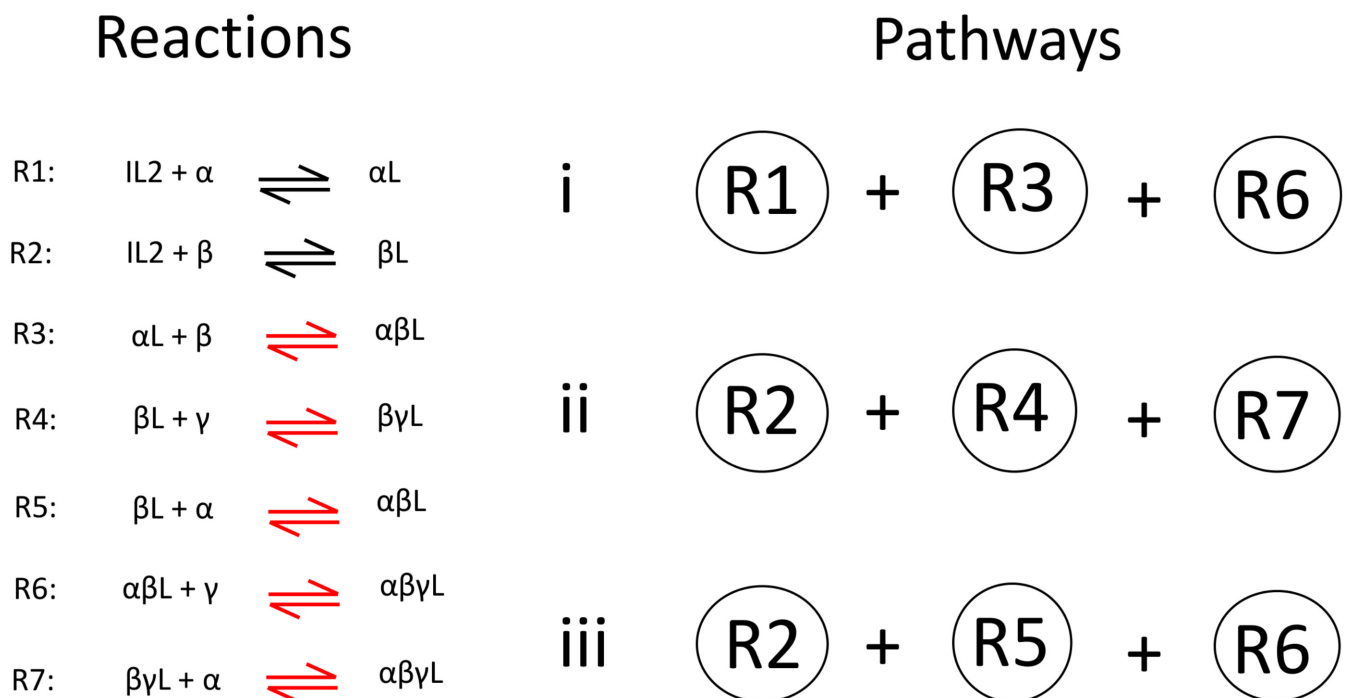 Reactions
R1: IL2 + α ⇌ αL
R2: IL2 + β ⇌ βL
R3: αL + β ⇌ αβL
R4: βL + γ ⇌ βγL
R5: βL + α ⇌ αβL
R6: αβL + γ ⇌ αβγL
R7: βγL + α ⇌ αβγL
Pathways
i R1 + R3 + R6
ii R2 + R4 + R7
iii R2 + R5 + R6